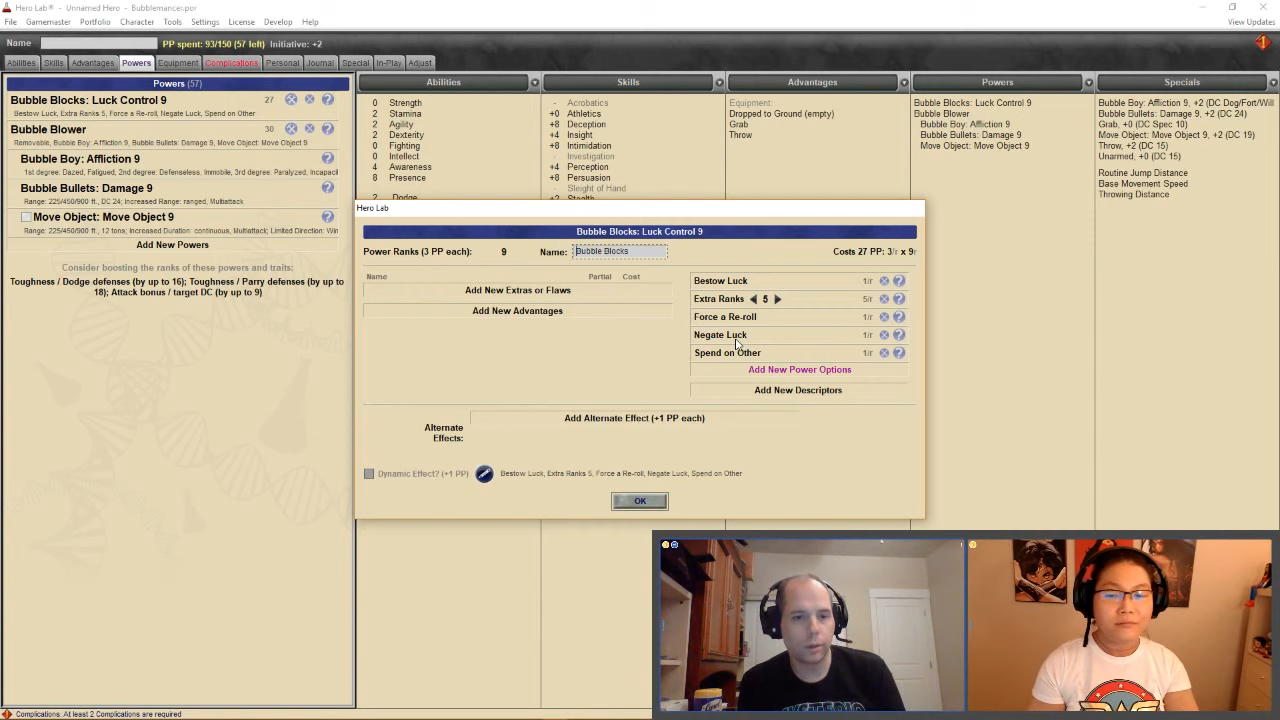 Hero Lab® - Unnamed Hero - Bubblemancer.por
File Gamemaster Portfolio Character Tools Settings License Develop Help View Updates
Name PP spent: 93/150 (57 left) Initiative: +2
Abilities Skills Advantages Powers Equipment Complications Personal Journal Special In-Play Adjust
Powers (57)
Bubble Blocks: Luck Control 9 27
Bestow Luck, Extra Ranks 5, Force a Re-roll, Negate Luck, Spend on Other
Bubble Blower 30
Removable, Bubble Boy: Affliction 9, Bubble Bullets: Damage 9, Move Object: Move Object 9
Bubble Boy: Affliction 9
1st degree: Dazed, Fatigued, 2nd degree: Defenseless, Immobile, 3rd degree: Paralyzed, Incapaci
Bubble Bullets: Damage 9
Range: 225/450/900 ft., DC 24; Increased Range: ranged, Multiattack
Move Object: Move Object 9
Range: 225/450/900 ft., 12 tons; Increased Duration: continuous, Multiattack; Limited Direction: Win
Add New Powers
Consider boosting the ranks of these powers and traits:
Toughness / Dodge defenses (by up to 16); Toughness / Parry defenses (by up to
18); Attack bonus / target DC (by up to 9)
Abilities
0 Strength
2 Stamina
2 Agility
2 Dexterity
0 Fighting
0 Intellect
4 Awareness
8 Presence
2 Dodge
Skills
- Acrobatics
+0 Athletics
+8 Deception
+4 Insight
+8 Intimidation
- Investigation
+4 Perception
+8 Persuasion
- Sleight of Hand
+2 Stealth
Advantages
Equipment:
Dropped to Ground (empty)
Grab
Throw
Powers
Bubble Blocks: Luck Control 9
Bubble Blower
Bubble Boy: Affliction 9
Bubble Bullets: Damage 9
Move Object: Move Object 9
Specials
Bubble Boy: Affliction 9, +2 (DC Dog/Fort/Will
Bubble Bullets: Damage 9, +2 (DC 24)
Grab, +0 (DC Spec 10)
Move Object: Move Object 9, +2 (DC 19)
Throw, +2 (DC 15)
Unarmed, +0 (DC 15)
Routine Jump Distance
Base Movement Speed
Throwing Distance
Hero Lab
Bubble Blocks: Luck Control 9
Power Ranks (3 PP each): 9 Name: Bubble Blocks Costs 27 PP: 3/r x 9r
Name Partial Cost
Add New Extras or Flaws
Add New Advantages
Bestow Luck 1/r
Extra Ranks 5 5/r
Force a Re-roll 1/r
Negate Luck 1/r
Spend on Other 1/r
Add New Power Options
Add New Descriptors
Add Alternate Effect (+1 PP each)
Alternate
Effects:
Dynamic Effect? (+1 PP) Bestow Luck, Extra Ranks 5, Force a Re-roll, Negate Luck, Spend on Other
OK
Complications: At least 2 Complications are required